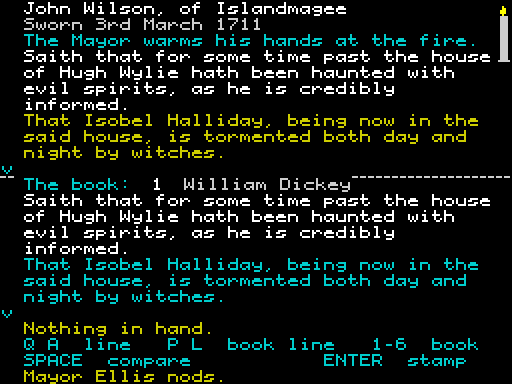 John Wilson, of Islandmagee
Sworn 3rd March 1711
The Mayor warms his hands at the fire.
Saith that for some time past the house
of Hugh Wylie hath been haunted with
evil spirits, as he is credibly
informed.
That Isobel Halliday, being now in the
said house, is tormented both day and
night by witches.
v
The book: 1 William Dickey
Saith that for some time past the house
of Hugh Wylie hath been haunted with
evil spirits, as he is credibly
informed.
That Isobel Halliday, being now in the
said house, is tormented both day and
night by witches.
v
Nothing in hand.
Q A line P L book line 1-6 book
SPACE compare ENTER stamp
Mayor Ellis nods.